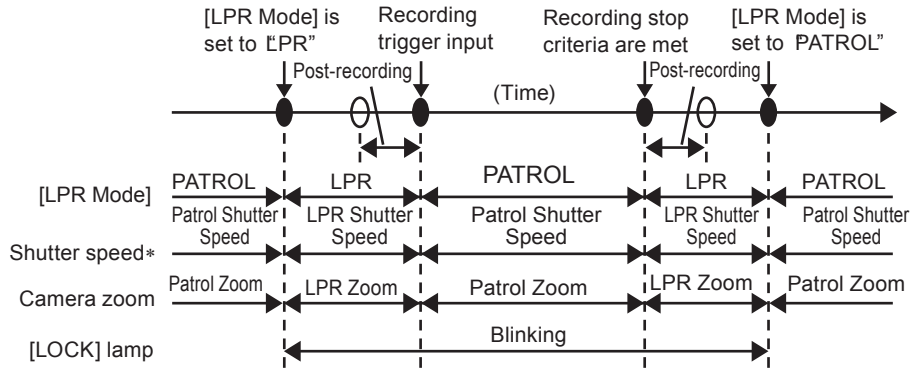 [LPR Mode] is
set to “LPR”
Recording
trigger input
Recording stop
criteria are met
[LPR Mode] is
set to “PATROL”
Post-recording
Post-recording
(Time)
[LPR Mode]
PATROL
LPR
PATROL
LPR
PATROL
Shutter speed*
Patrol Shutter
Speed
LPR Shutter
Speed
Patrol Shutter
Speed
LPR Shutter
Speed
Patrol Shutter
Speed
Camera zoom
Patrol Zoom
LPR Zoom
Patrol Zoom
LPR Zoom
Patrol Zoom
[LOCK] lamp
Blinking